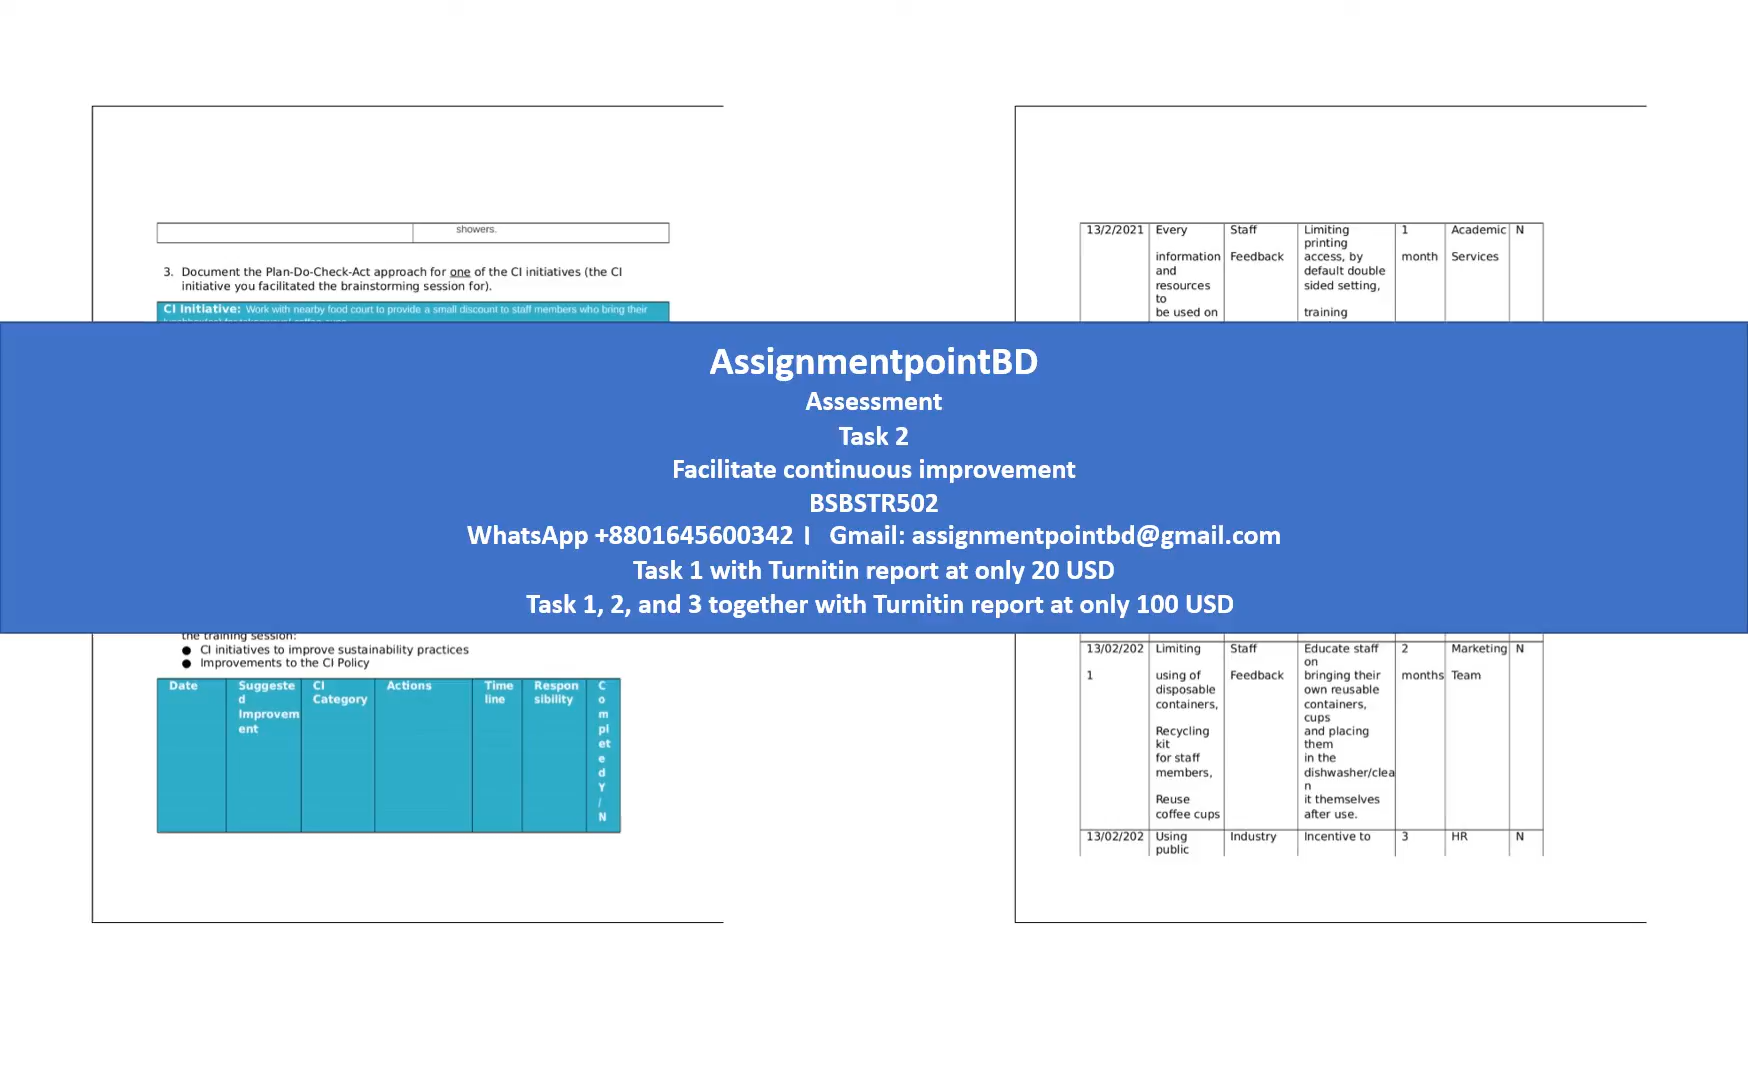 showers.
3. Document the Plan-Do-Check-Act approach for one of the CI initiatives (the CI
initiative you facilitated the brainstorming session for).
CI Initiative: Work with nearby food court to provide a small discount to staff members who bring their
13/2/2021 Every Staff Limiting 1 Academic N
printing
information Feedback access, by month Services
and default double
resources sided setting,
to
be used on training
AssignmentpointBD
Assessment
Task 2
Facilitate continuous improvement
BSBSTR502
WhatsApp +8801645600342 I Gmail: assignmentpointbd@gmail.com
Task 1 with Turnitin report at only 20 USD
Task 1, 2, and 3 together with Turnitin report at only 100 USD
the training session:
● CI initiatives to improve sustainability practices
● Improvements to the CI Policy
Date Suggeste CI Actions Time Respon C
d Category line sibility o
Improvem m
ent pl
et
e
d
Y
/
N
13/02/202 Limiting Staff Educate staff 2 Marketing N
on
1 using of Feedback bringing their months Team
disposable own reusable
containers, containers,
cups
Recycling and placing
kit them
for staff in the
members, dishwasher/clea
n
Reuse it themselves
coffee cups after use.
13/02/202 Using Industry Incentive to 3 HR N
public